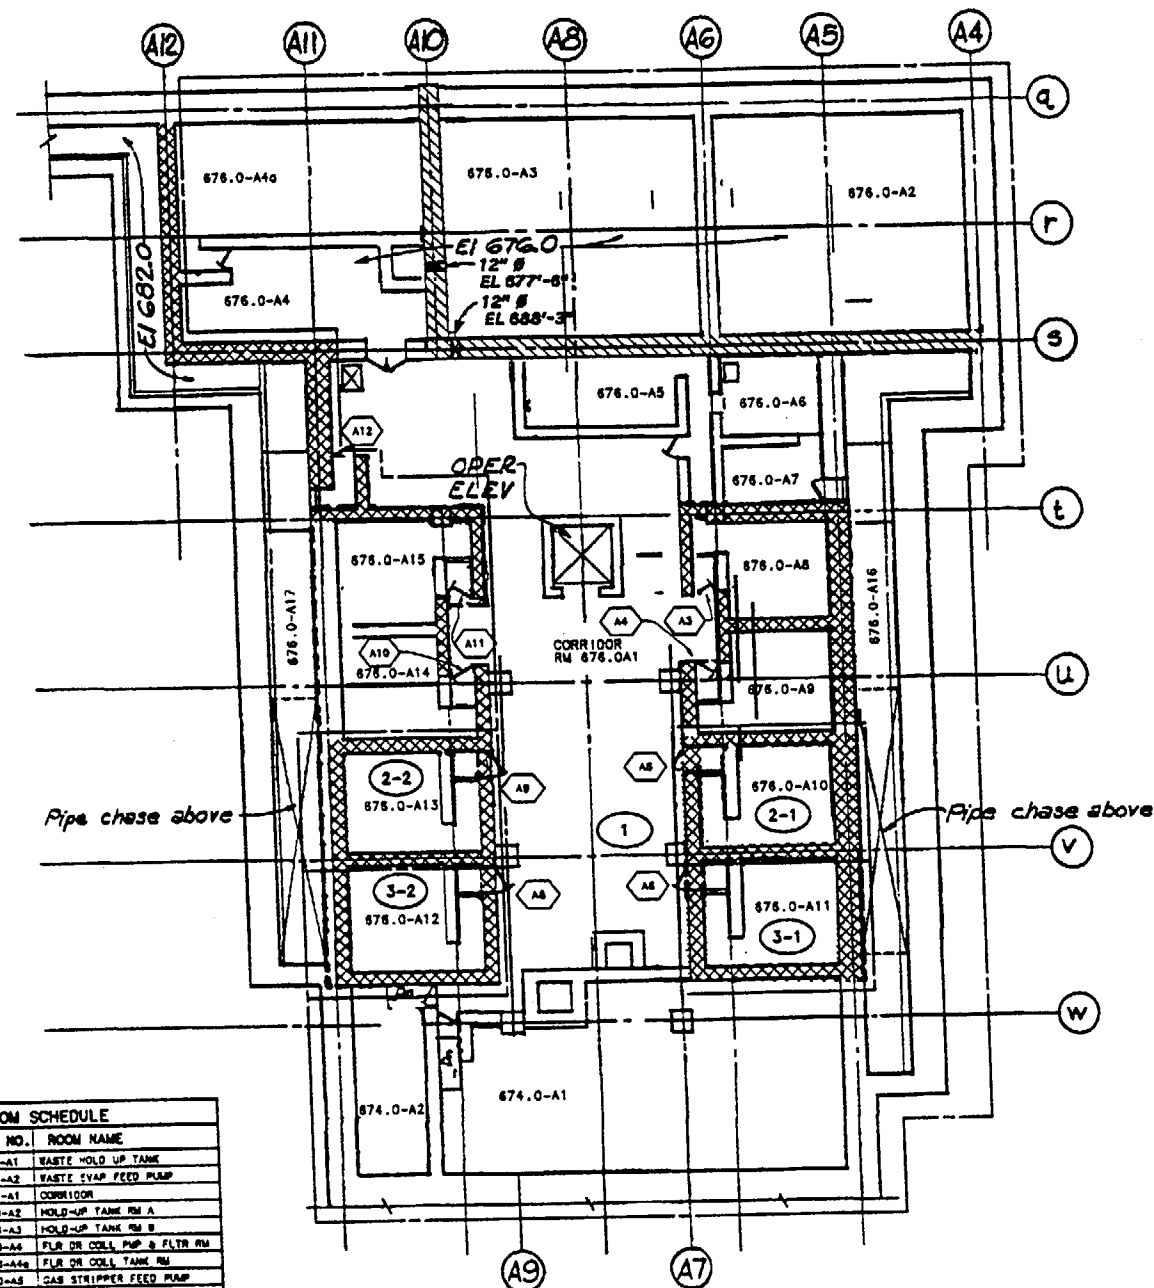 A12
A11
A10
A8
A6
A5
A4
q
r
s
t
u
v
w
676.0-A4a
676.0-A3
676.0-A2
El 682.0
El 676.0
12" Ø
EL 677'-6"
12" Ø
EL 688'-3"
676.0-A4
676.0-A5
676.0-A6
A12
OPER
ELEV
676.0-A7
676.0-A15
676.0-A8
676.0-A17
676.0-A16
A4
A3
A11
A10
CORRIDOR
RM 676.0A1
676.0-A14
676.0-A9
2-2
676.0-A13
A9
A5
676.0-A10
2-1
Pipe chase above
1
Pipe chase above
3-2
676.0-A12
A8
A6
676.0-A11
3-1
Dn
674.0-A2
674.0-A1
A9
A7
OM SCHEDULE
NO. ROOM NAME
-A1 WASTE HOLD UP TANK
-A2 WASTE EVAP FEED PUMP
-A1 CORRIDOR
-A2 HOLD-UP TANK RM A
-A3 HOLD-UP TANK RM B
-A4 FLR DR COLL PMP & FLTR RM
-A4a FLR DR COLL TANK RM
-A5 GAS STRIPPER FEED PUMP